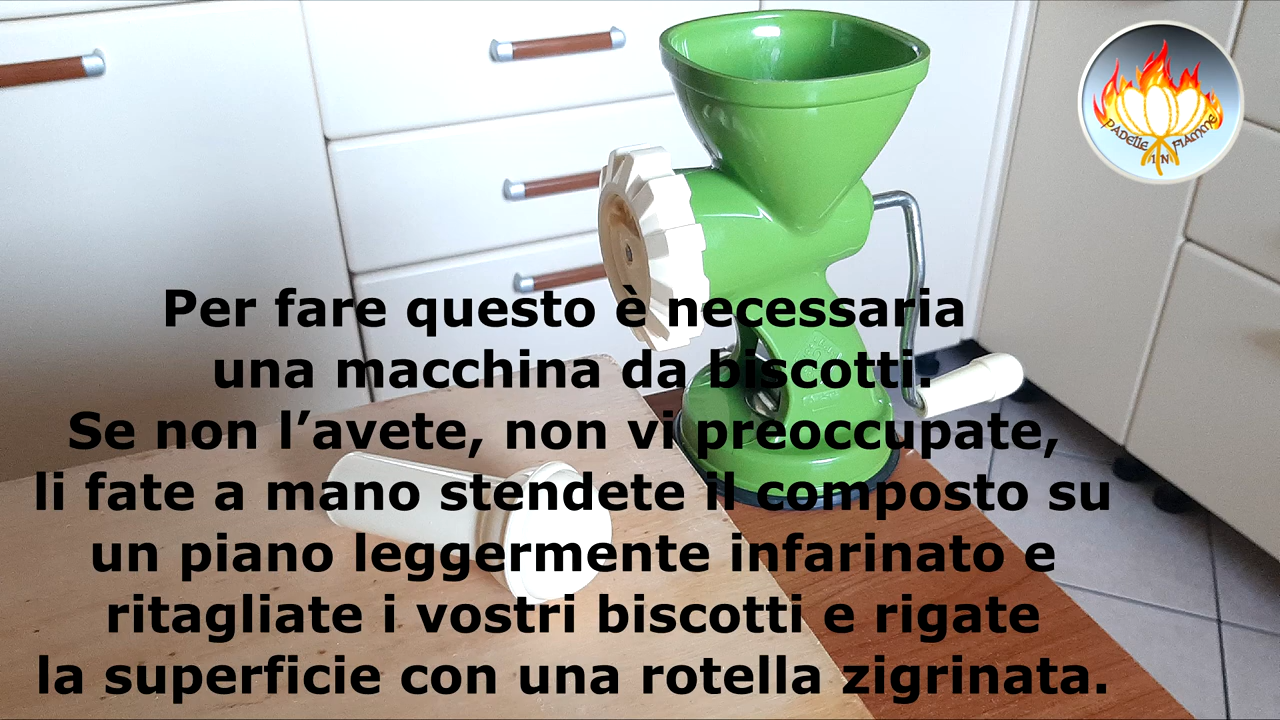 PADELLE IN FIAMME
Per fare questo è necessaria
una macchina da biscotti.
Se non l’avete, non vi preoccupate,
li fate a mano stendete il composto su
un piano leggermente infarinato e
ritagliate i vostri biscotti e rigate
la superficie con una rotella zigrinata.